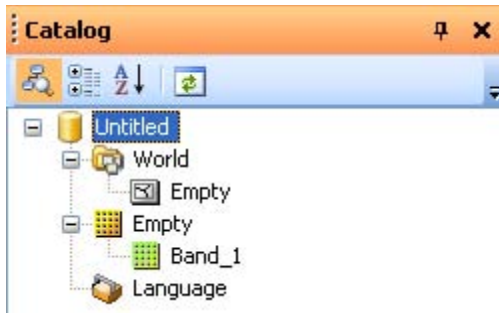 Catalog
A
Z
Untitled
World
Empty
Empty
Band_1
Language